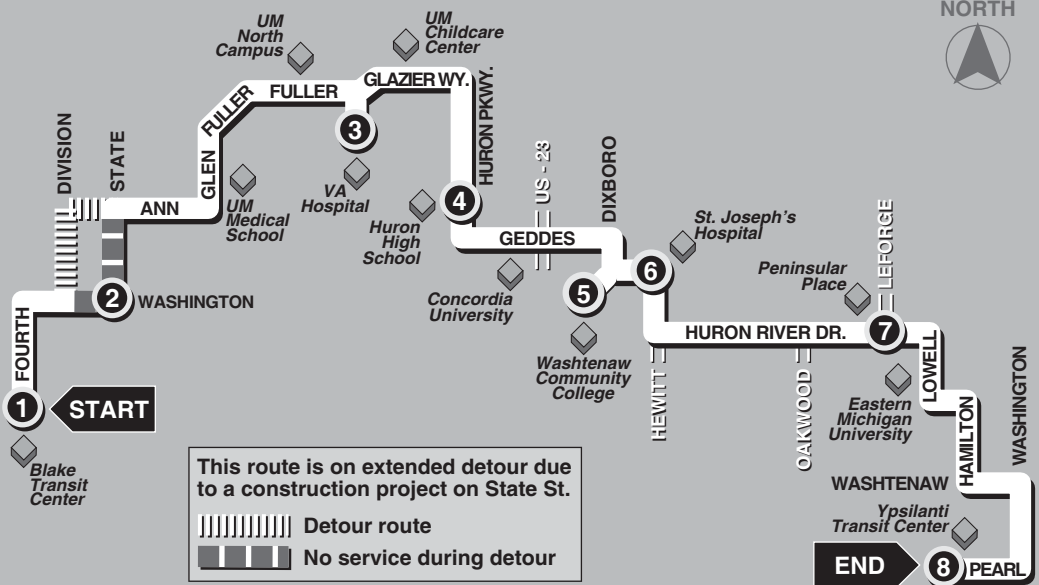 NORTH
UM
North
Campus
UM
Childcare
Center
FULLER
GLAZIER WY.
FULLER
HURON PKWY.
3
DIVISION
STATE
GLEN
ANN
UM
Medical
School
VA
Hospital
4
Huron
High
School
US - 23
DIXBORO
GEDDES
St. Joseph's
Hospital
6
5
Concordia
University
Washtenaw
Community
College
Peninsular
Place
LEFORGE
2
WASHINGTON
FOURTH
1
START
Blake
Transit
Center
HURON RIVER DR.
7
HEWITT
OAKWOOD
LOWELL
Eastern
Michigan
University
HAMILTON
WASHINGTON
WASHTENAW
Ypsilanti
Transit Center
END
8
PEARL
This route is on extended detour due
to a construction project on State St.
Detour route
No service during detour